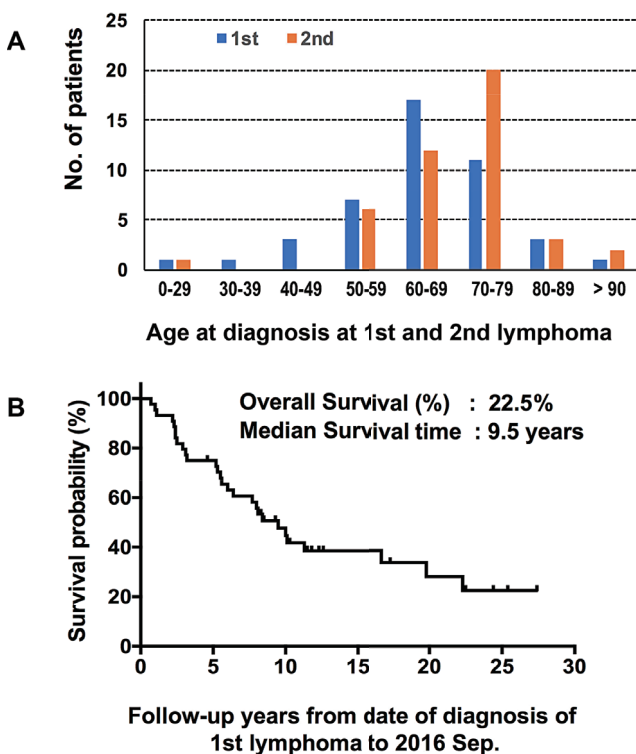 A
1st 2nd
No. of patients
25
20
15
10
5
0
0-29 30-39 40-49 50-59 60-69 70-79 80-89 > 90
Age at diagnosis at 1st and 2nd lymphoma
B
Overall Survival (%) : 22.5%
Median Survival time : 9.5 years
Survival probability (%)
100
80
60
40
20
0
0 5 10 15 20 25 30
Follow-up years from date of diagnosis of
1st lymphoma to 2016 Sep.